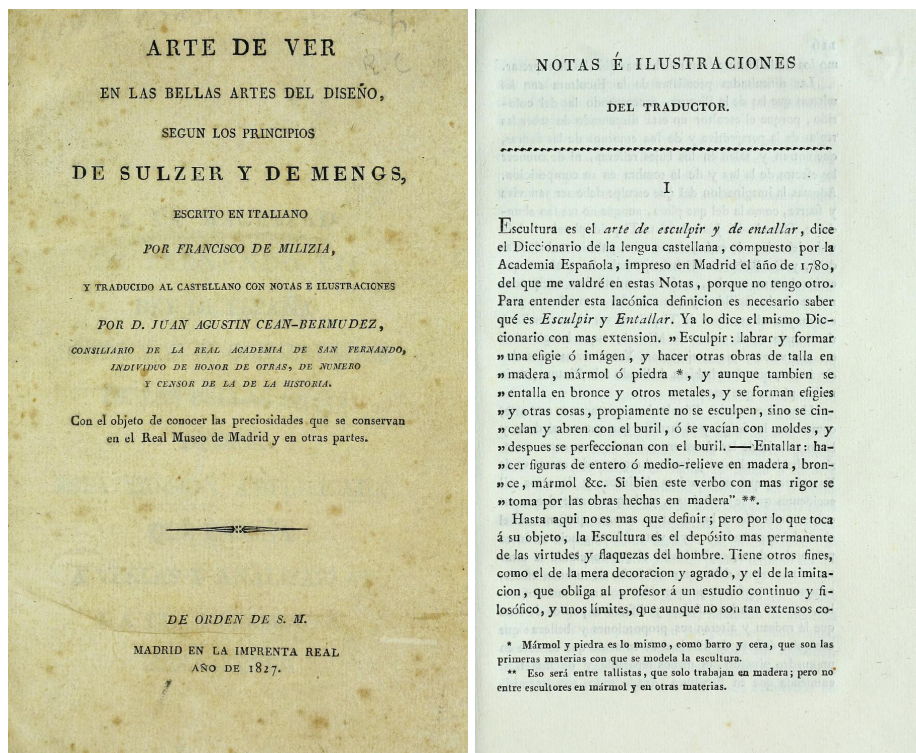 ARTE DE VER
EN LAS BELLAS ARTES DEL DISEÑO,
SEGUN LOS PRINCIPIOS
DE SULZER Y DE MENGS,
ESCRITO EN ITALIANO
POR FRANCISCO DE MILIZIA,
Y TRADUCIDO AL CASTELLANO CON NOTAS E ILUSTRACIONES
POR D. JUAN AGUSTIN CEAN-BERMUDEZ,
CONSILIARIO DE LA REAL ACADEMIA DE SAN FERNANDO,
INDIVIDUO DE HONOR DE OTRAS, DE NUMERO
Y CENSOR DE LA DE LA HISTORIA.
Con el objeto de conocer las preciosidades que se conservan
en el Real Museo de Madrid y en otras partes.
DE ORDEN DE S. M.
MADRID EN LA IMPRENTA REAL
AÑO DE 1827.
NOTAS É ILUSTRACIONES
DEL TRADUCTOR.
I
Escultura es el arte de esculpir y de entallar, dice
el Diccionario de la lengua castellana, compuesto por la
Academia Española, impreso en Madrid el año de 1780,
del que me valdré en estas Notas, porque no tengo otro.
Para entender esta lacónica definicion es necesario saber
qué es Esculpir y Entallar. Ya lo dice el mismo Dic-
cionario con mas extension. »Esculpir: labrar y formar
»una efigie ó imágen, y hacer otras obras de talla en
»madera, mármol ó piedra *, y aunque tambien se
»entalla en bronce y otros metales, y se forman efigies
»y otras cosas, propiamente no se esculpen, sino se cin-
»celan y abren con el buril, ó se vacían con moldes, y
»despues se perfeccionan con el buril. —Entallar: ha-
»cer figuras de entero ó medio-relieve en madera, bron-
»ce, mármol &c. Si bien este verbo con mas rigor se
»toma por las obras hechas en madera" **.
Hasta aqui no es mas que definir; pero por lo que toca
á su objeto, la Escultura es el depósito mas permanente
de las virtudes y flaquezas del hombre. Tiene otros fines,
como el de la mera decoracion y agrado, y el de la imita-
cion, que obliga al profesor á un estudio continuo y fi-
losófico, y unos límites, que aunque no son tan extensos co-
* Mármol y piedra es lo mismo, como barro y cera, que son las
primeras materias con que se modela la escultura.
** Eso será entre tallistas, que solo trabajan en madera; pero no
entre escultores en mármol y en otras materias.